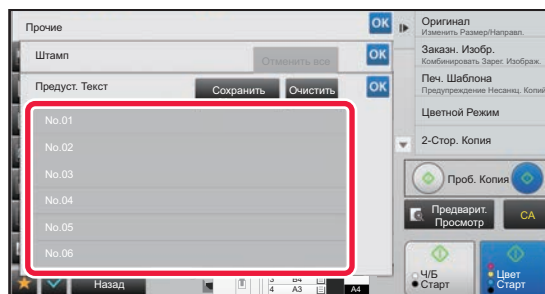 Прочие
OK
Штамп
Отменить все
OK
Предуст. Текст
Сохранить
Очистить
OK
No.01
No.02
No.03
No.04
No.05
No.06
Назад
3 B4
4 A3
A4
Оригинал
Изменить Размер/Направл.
Заказн. Изобр.
Комбинировать Зарег. Изображ.
Печ. Шаблона
Предупреждение Несанкц. Копий
Цветной Режим
2-Стор. Копия
Проб. Копия
Предварит.
Просмотр
CA
Ч/Б
Старт
Цвет
Старт